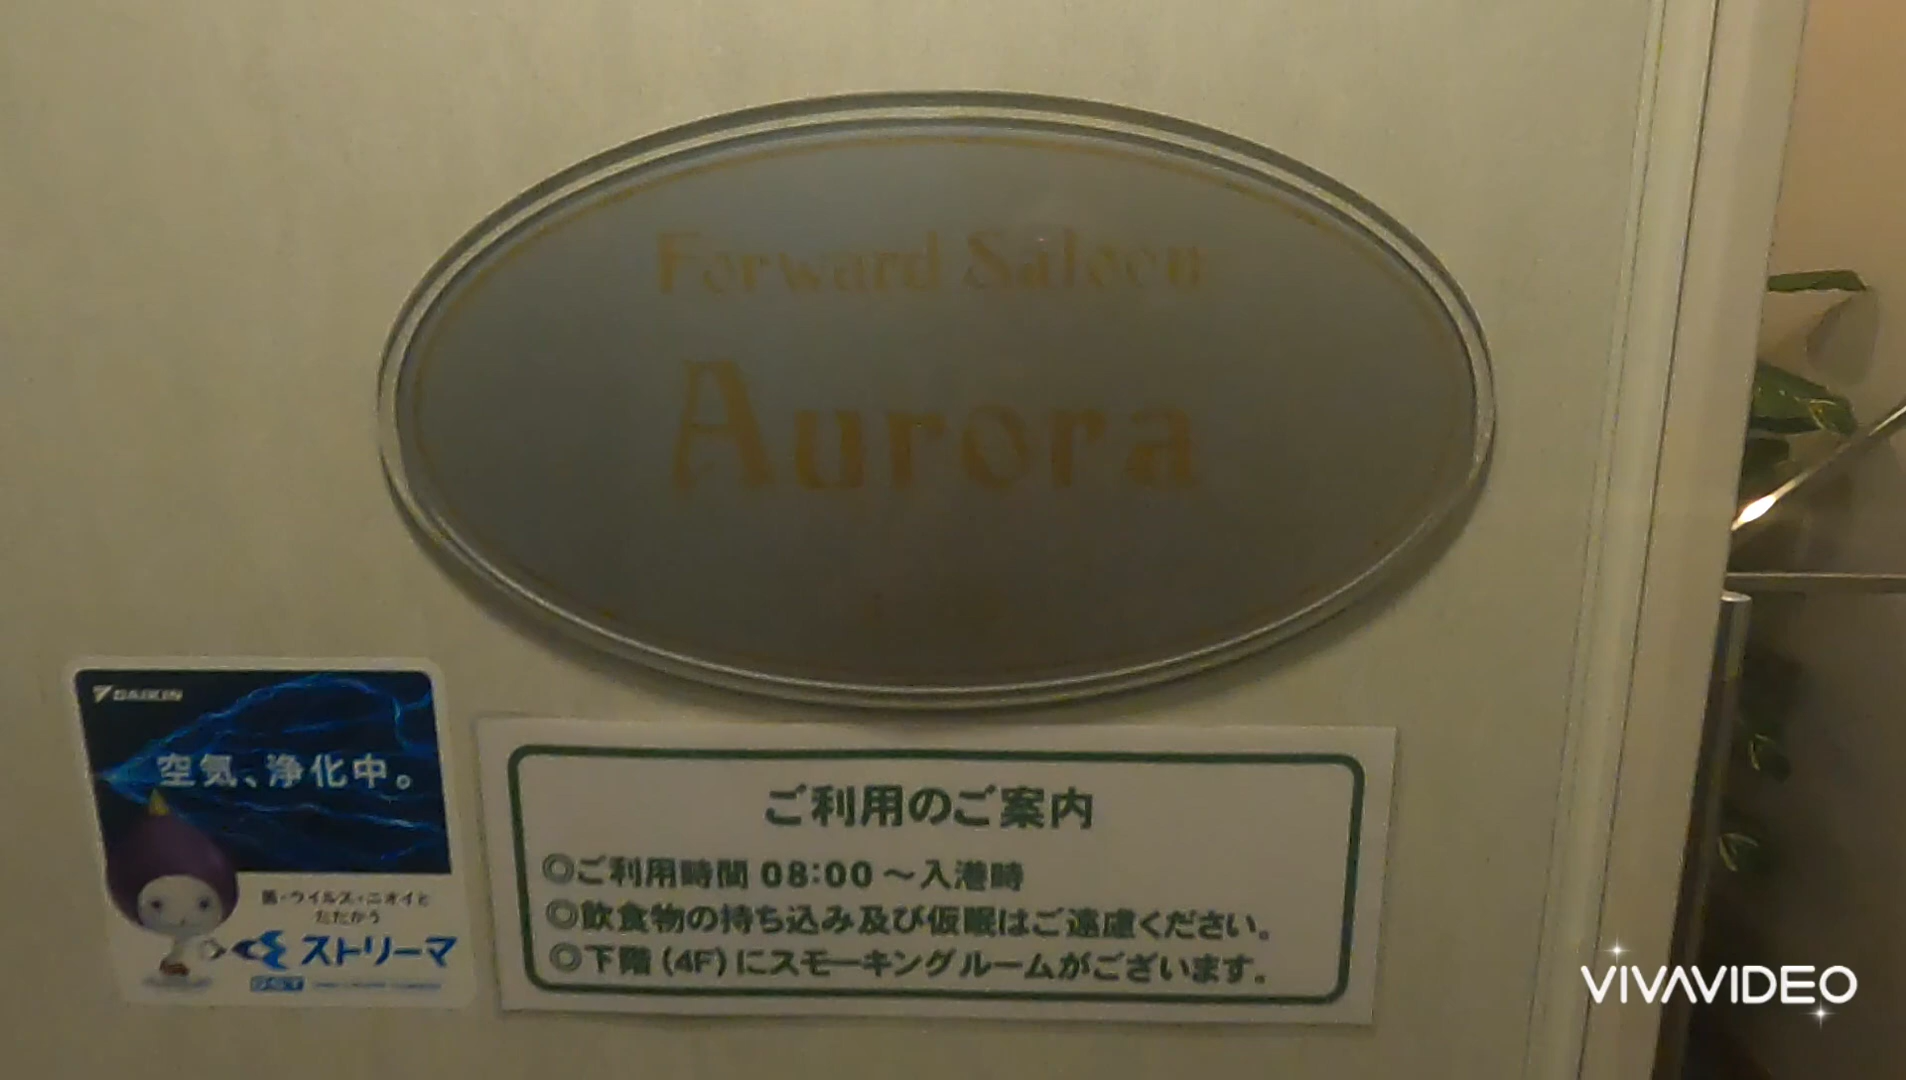 Forward Saloon
Aurora
DAIKIN
空気、浄化中。
菌・ウイルス・ニオイと
たたかう
ストリーマ
ご利用のご案内
◎ご利用時間 08:00 ～入港時
◎飲食物の持ち込み及び仮眠はご遠慮ください。
◎下階(4F)にスモーキングルームがございます。
VIVAVIDEO